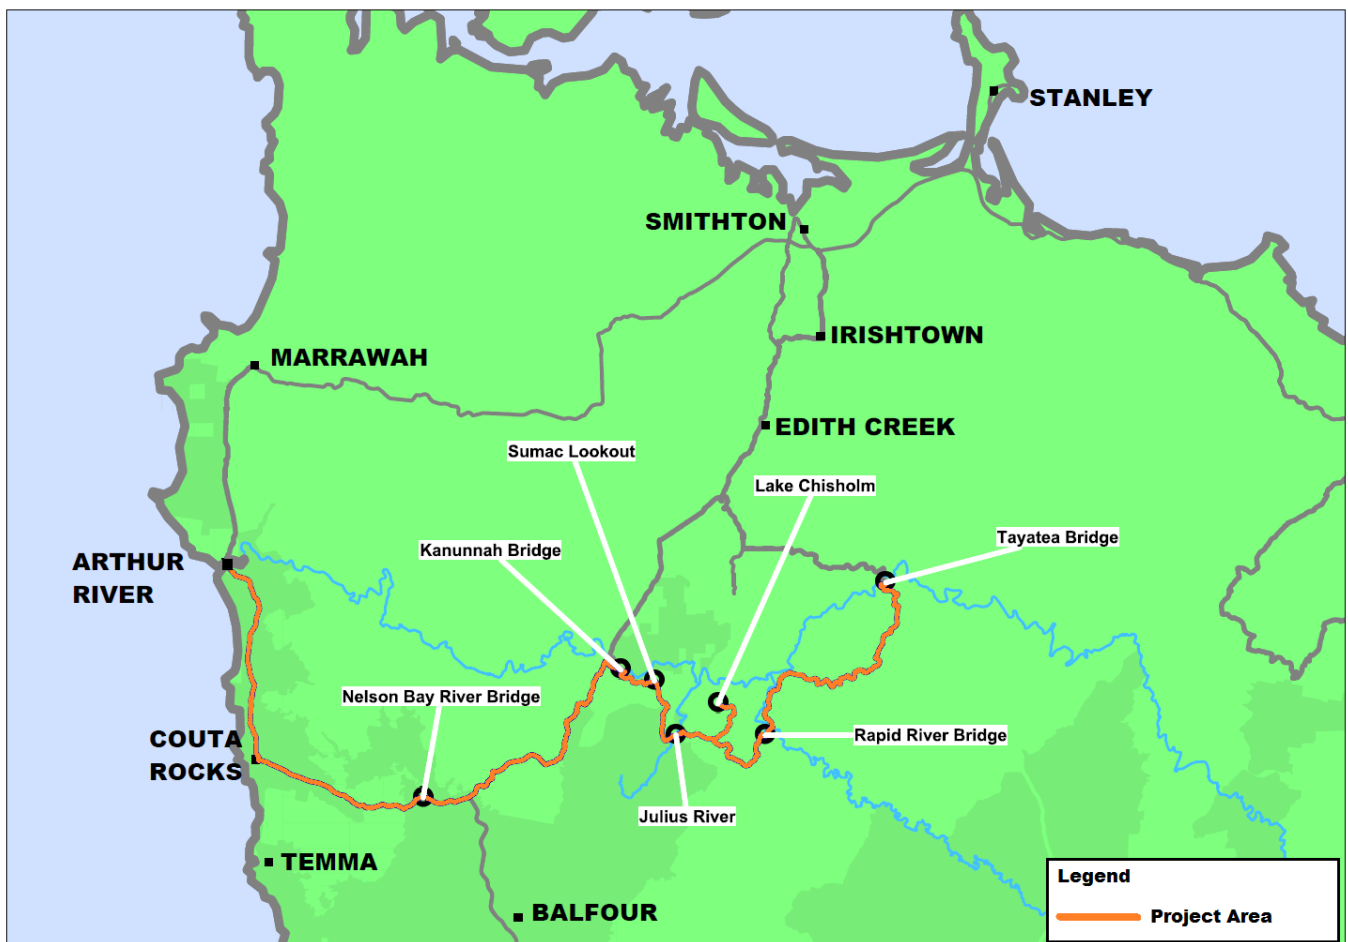 STANLEY
SMITHTON
IRISHTOWN
MARRAWAH
EDITH CREEK
Sumac Lookout
Lake Chisholm
Tayatea Bridge
Kanunnah Bridge
ARTHUR
RIVER
Nelson Bay River Bridge
Rapid River Bridge
COUTA
ROCKS
Julius River
TEMMA
BALFOUR
Legend
Project Area